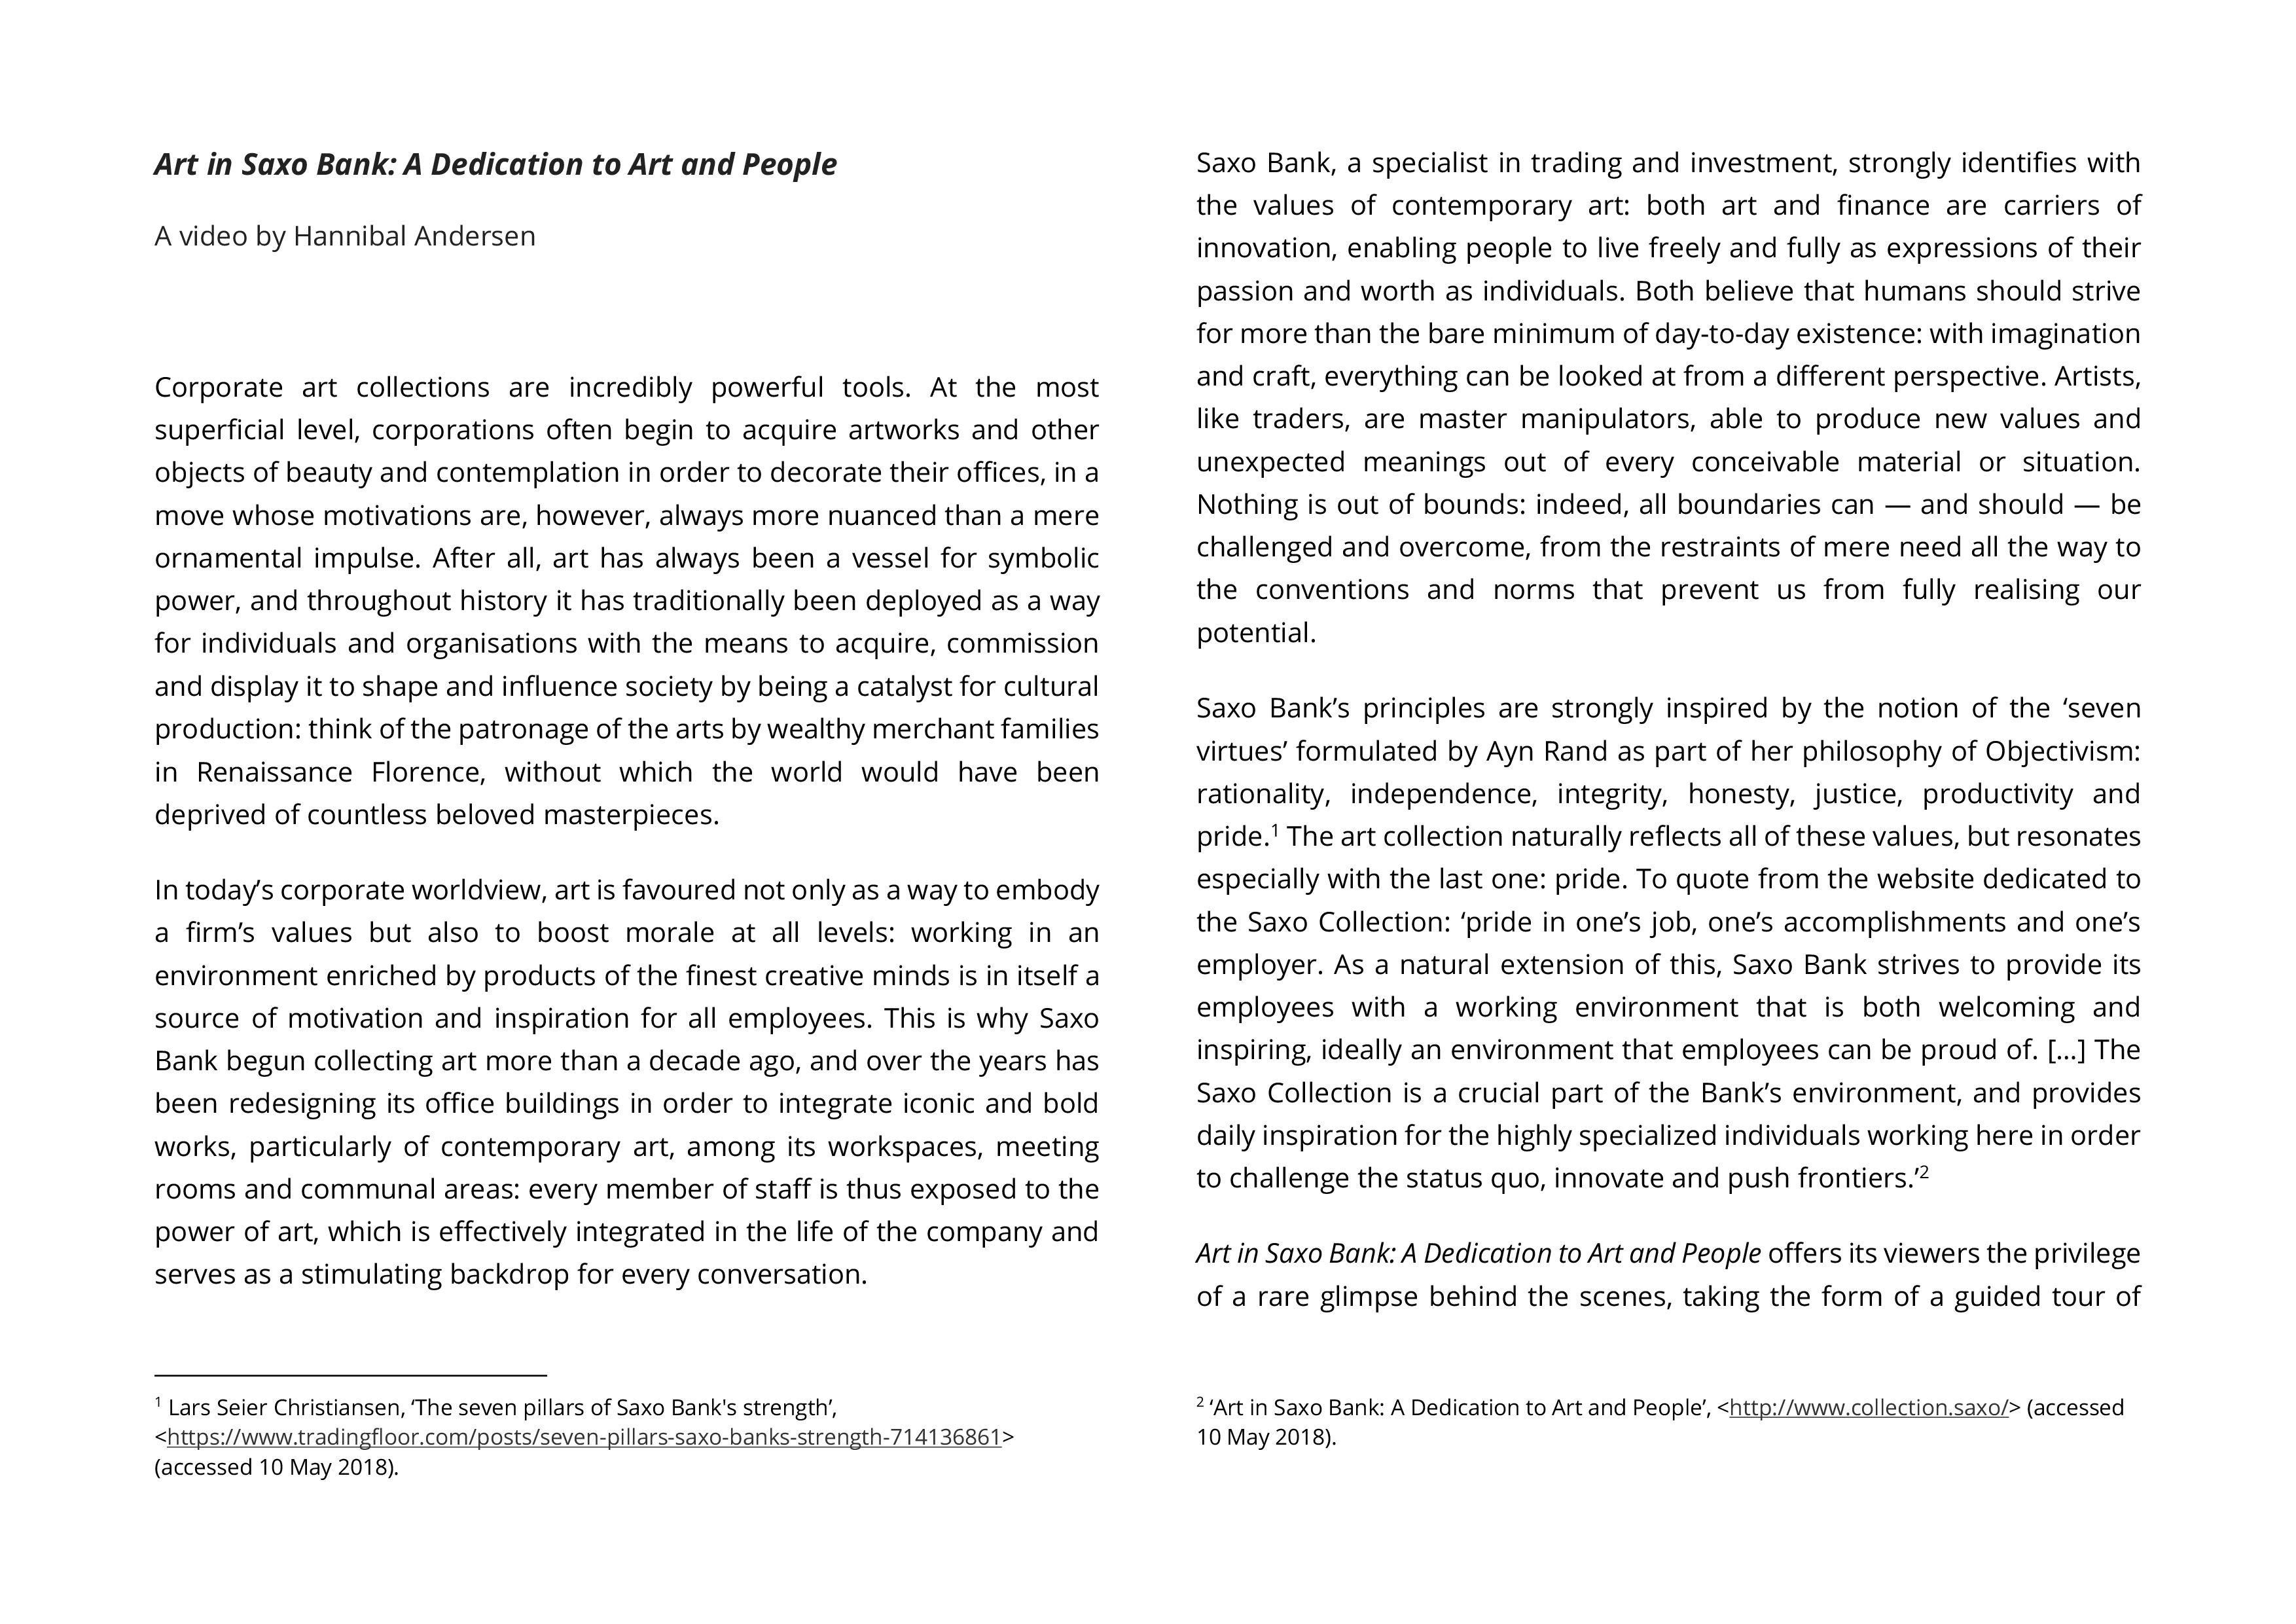 Art in Saxo Bank: A Dedication to Art and People
A video by Hannibal Andersen
Corporate art collections are incredibly powerful tools. At the most
superficial level, corporations often begin to acquire artworks and other
objects of beauty and contemplation in order to decorate their offices, in a
move whose motivations are, however, always more nuanced than a mere
ornamental impulse. After all, art has always been a vessel for symbolic
power, and throughout history it has traditionally been deployed as a way
for individuals and organisations with the means to acquire, commission
and display it to shape and influence society by being a catalyst for cultural
production: think of the patronage of the arts by wealthy merchant families
in Renaissance Florence, without which the world would have been
deprived of countless beloved masterpieces.
In today’s corporate worldview, art is favoured not only as a way to embody
a firm’s values but also to boost morale at all levels: working in an
environment enriched by products of the finest creative minds is in itself a
source of motivation and inspiration for all employees. This is why Saxo
Bank begun collecting art more than a decade ago, and over the years has
been redesigning its office buildings in order to integrate iconic and bold
works, particularly of contemporary art, among its workspaces, meeting
rooms and communal areas: every member of staff is thus exposed to the
power of art, which is effectively integrated in the life of the company and
serves as a stimulating backdrop for every conversation.
1 Lars Seier Christiansen, ‘The seven pillars of Saxo Bank's strength’,
<https://www.tradingfloor.com/posts/seven-pillars-saxo-banks-strength-714136861>
(accessed 10 May 2018).
Saxo Bank, a specialist in trading and investment, strongly identifies with
the values of contemporary art: both art and finance are carriers of
innovation, enabling people to live freely and fully as expressions of their
passion and worth as individuals. Both believe that humans should strive
for more than the bare minimum of day-to-day existence: with imagination
and craft, everything can be looked at from a different perspective. Artists,
like traders, are master manipulators, able to produce new values and
unexpected meanings out of every conceivable material or situation.
Nothing is out of bounds: indeed, all boundaries can — and should — be
challenged and overcome, from the restraints of mere need all the way to
the conventions and norms that prevent us from fully realising our
potential.
Saxo Bank’s principles are strongly inspired by the notion of the ‘seven
virtues’ formulated by Ayn Rand as part of her philosophy of Objectivism:
rationality, independence, integrity, honesty, justice, productivity and
pride.1 The art collection naturally reflects all of these values, but resonates
especially with the last one: pride. To quote from the website dedicated to
the Saxo Collection: ‘pride in one’s job, one’s accomplishments and one’s
employer. As a natural extension of this, Saxo Bank strives to provide its
employees with a working environment that is both welcoming and
inspiring, ideally an environment that employees can be proud of. [...] The
Saxo Collection is a crucial part of the Bank’s environment, and provides
daily inspiration for the highly specialized individuals working here in order
to challenge the status quo, innovate and push frontiers.’2
Art in Saxo Bank: A Dedication to Art and People offers its viewers the privilege
of a rare glimpse behind the scenes, taking the form of a guided tour of
2 ‘Art in Saxo Bank: A Dedication to Art and People’, <http://www.collection.saxo/> (accessed
10 May 2018).